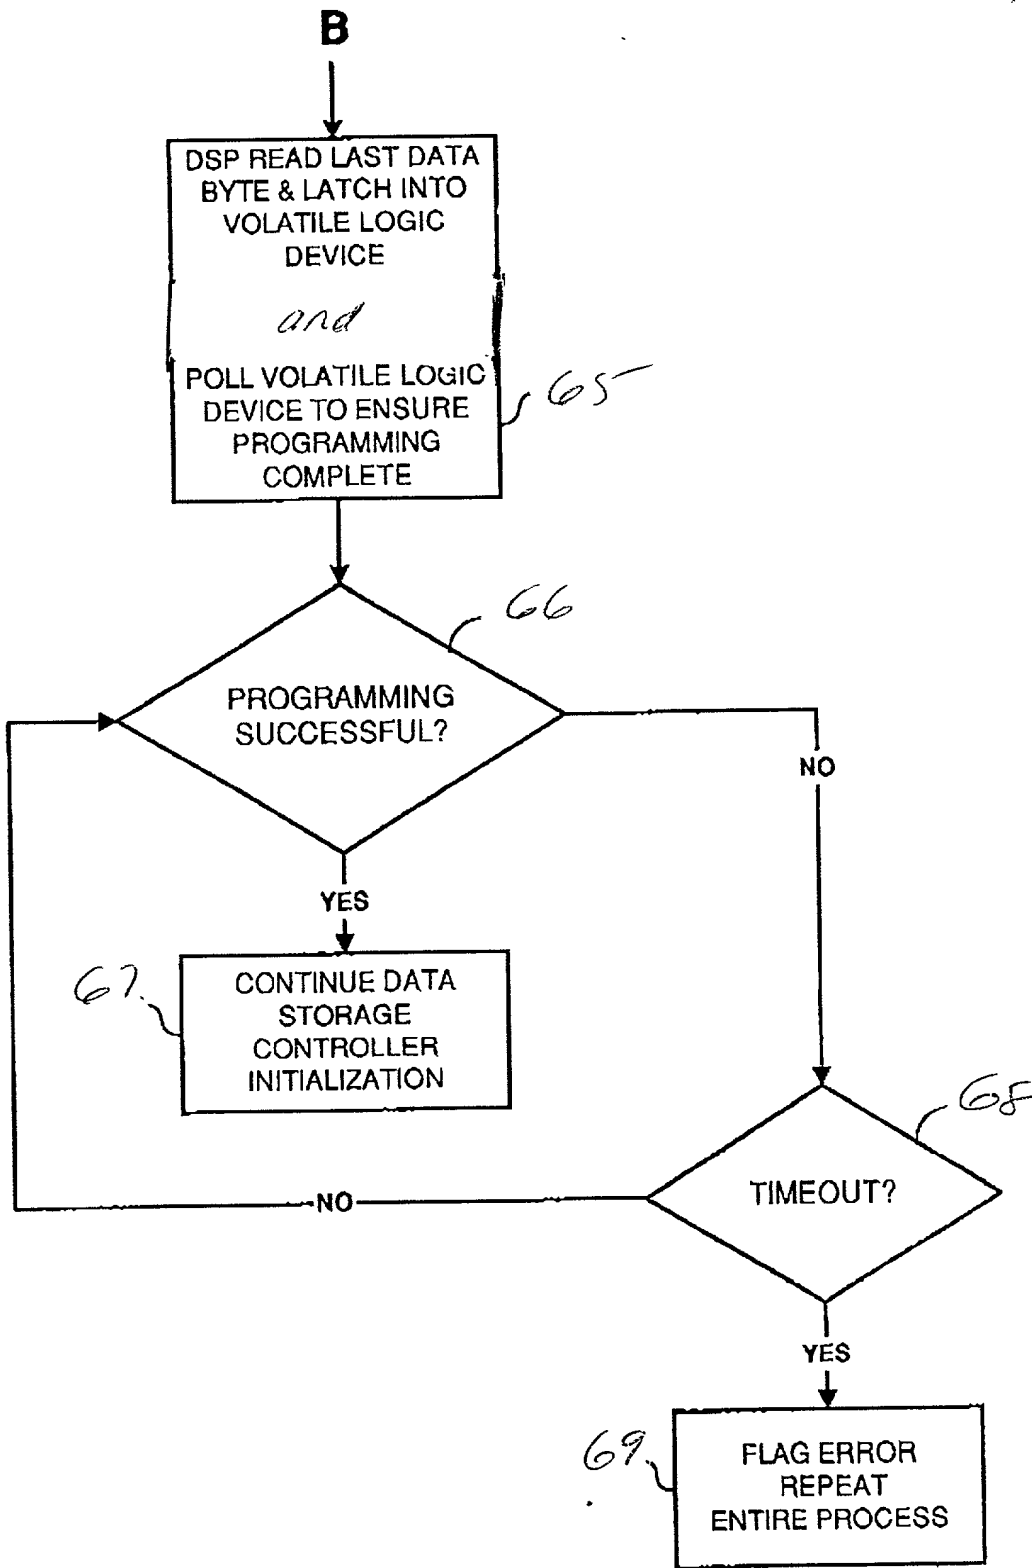 B
DSP READ LAST DATA
BYTE & LATCH INTO
VOLATILE LOGIC
DEVICE
and
POLL VOLATILE LOGIC
DEVICE TO ENSURE
PROGRAMMING
COMPLETE
65
66
PROGRAMMING
SUCCESSFUL?
NO
YES
67
CONTINUE DATA
STORAGE
CONTROLLER
INITIALIZATION
68
TIMEOUT?
NO
YES
69
FLAG ERROR
REPEAT
ENTIRE PROCESS